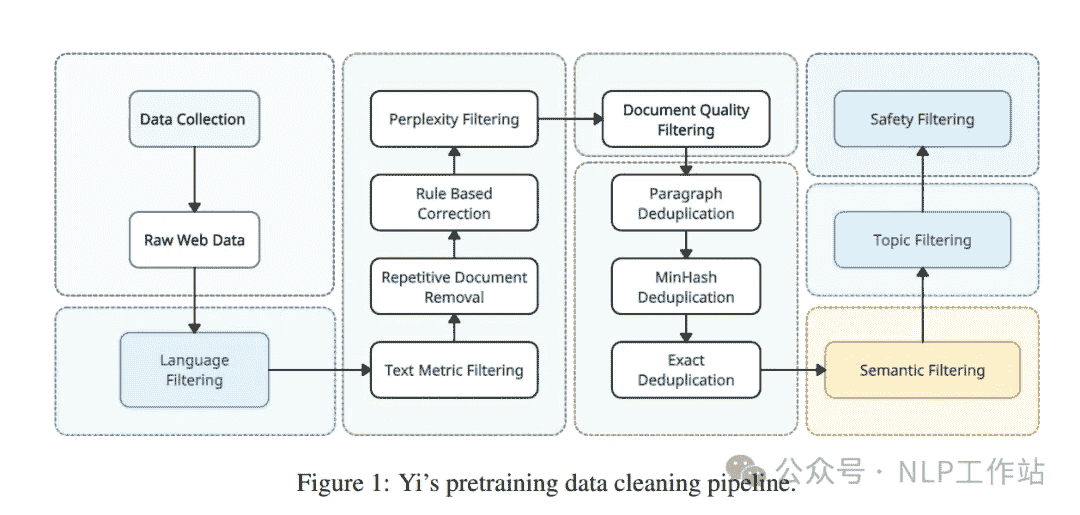 Data Collection
Raw Web Data
Language
Filtering
Text Metric Filtering
Repetitive Document
Removal
Rule Based
Correction
Perplexity Filtering
Document Quality
Filtering
Paragraph
Deduplication
MinHash
Deduplication
Exact
Deduplication
Semantic Filtering
Topic Filtering
Safety Filtering
Figure 1: Yi's pretraining data cleaning pipeline.
公众号 · NLP工作站